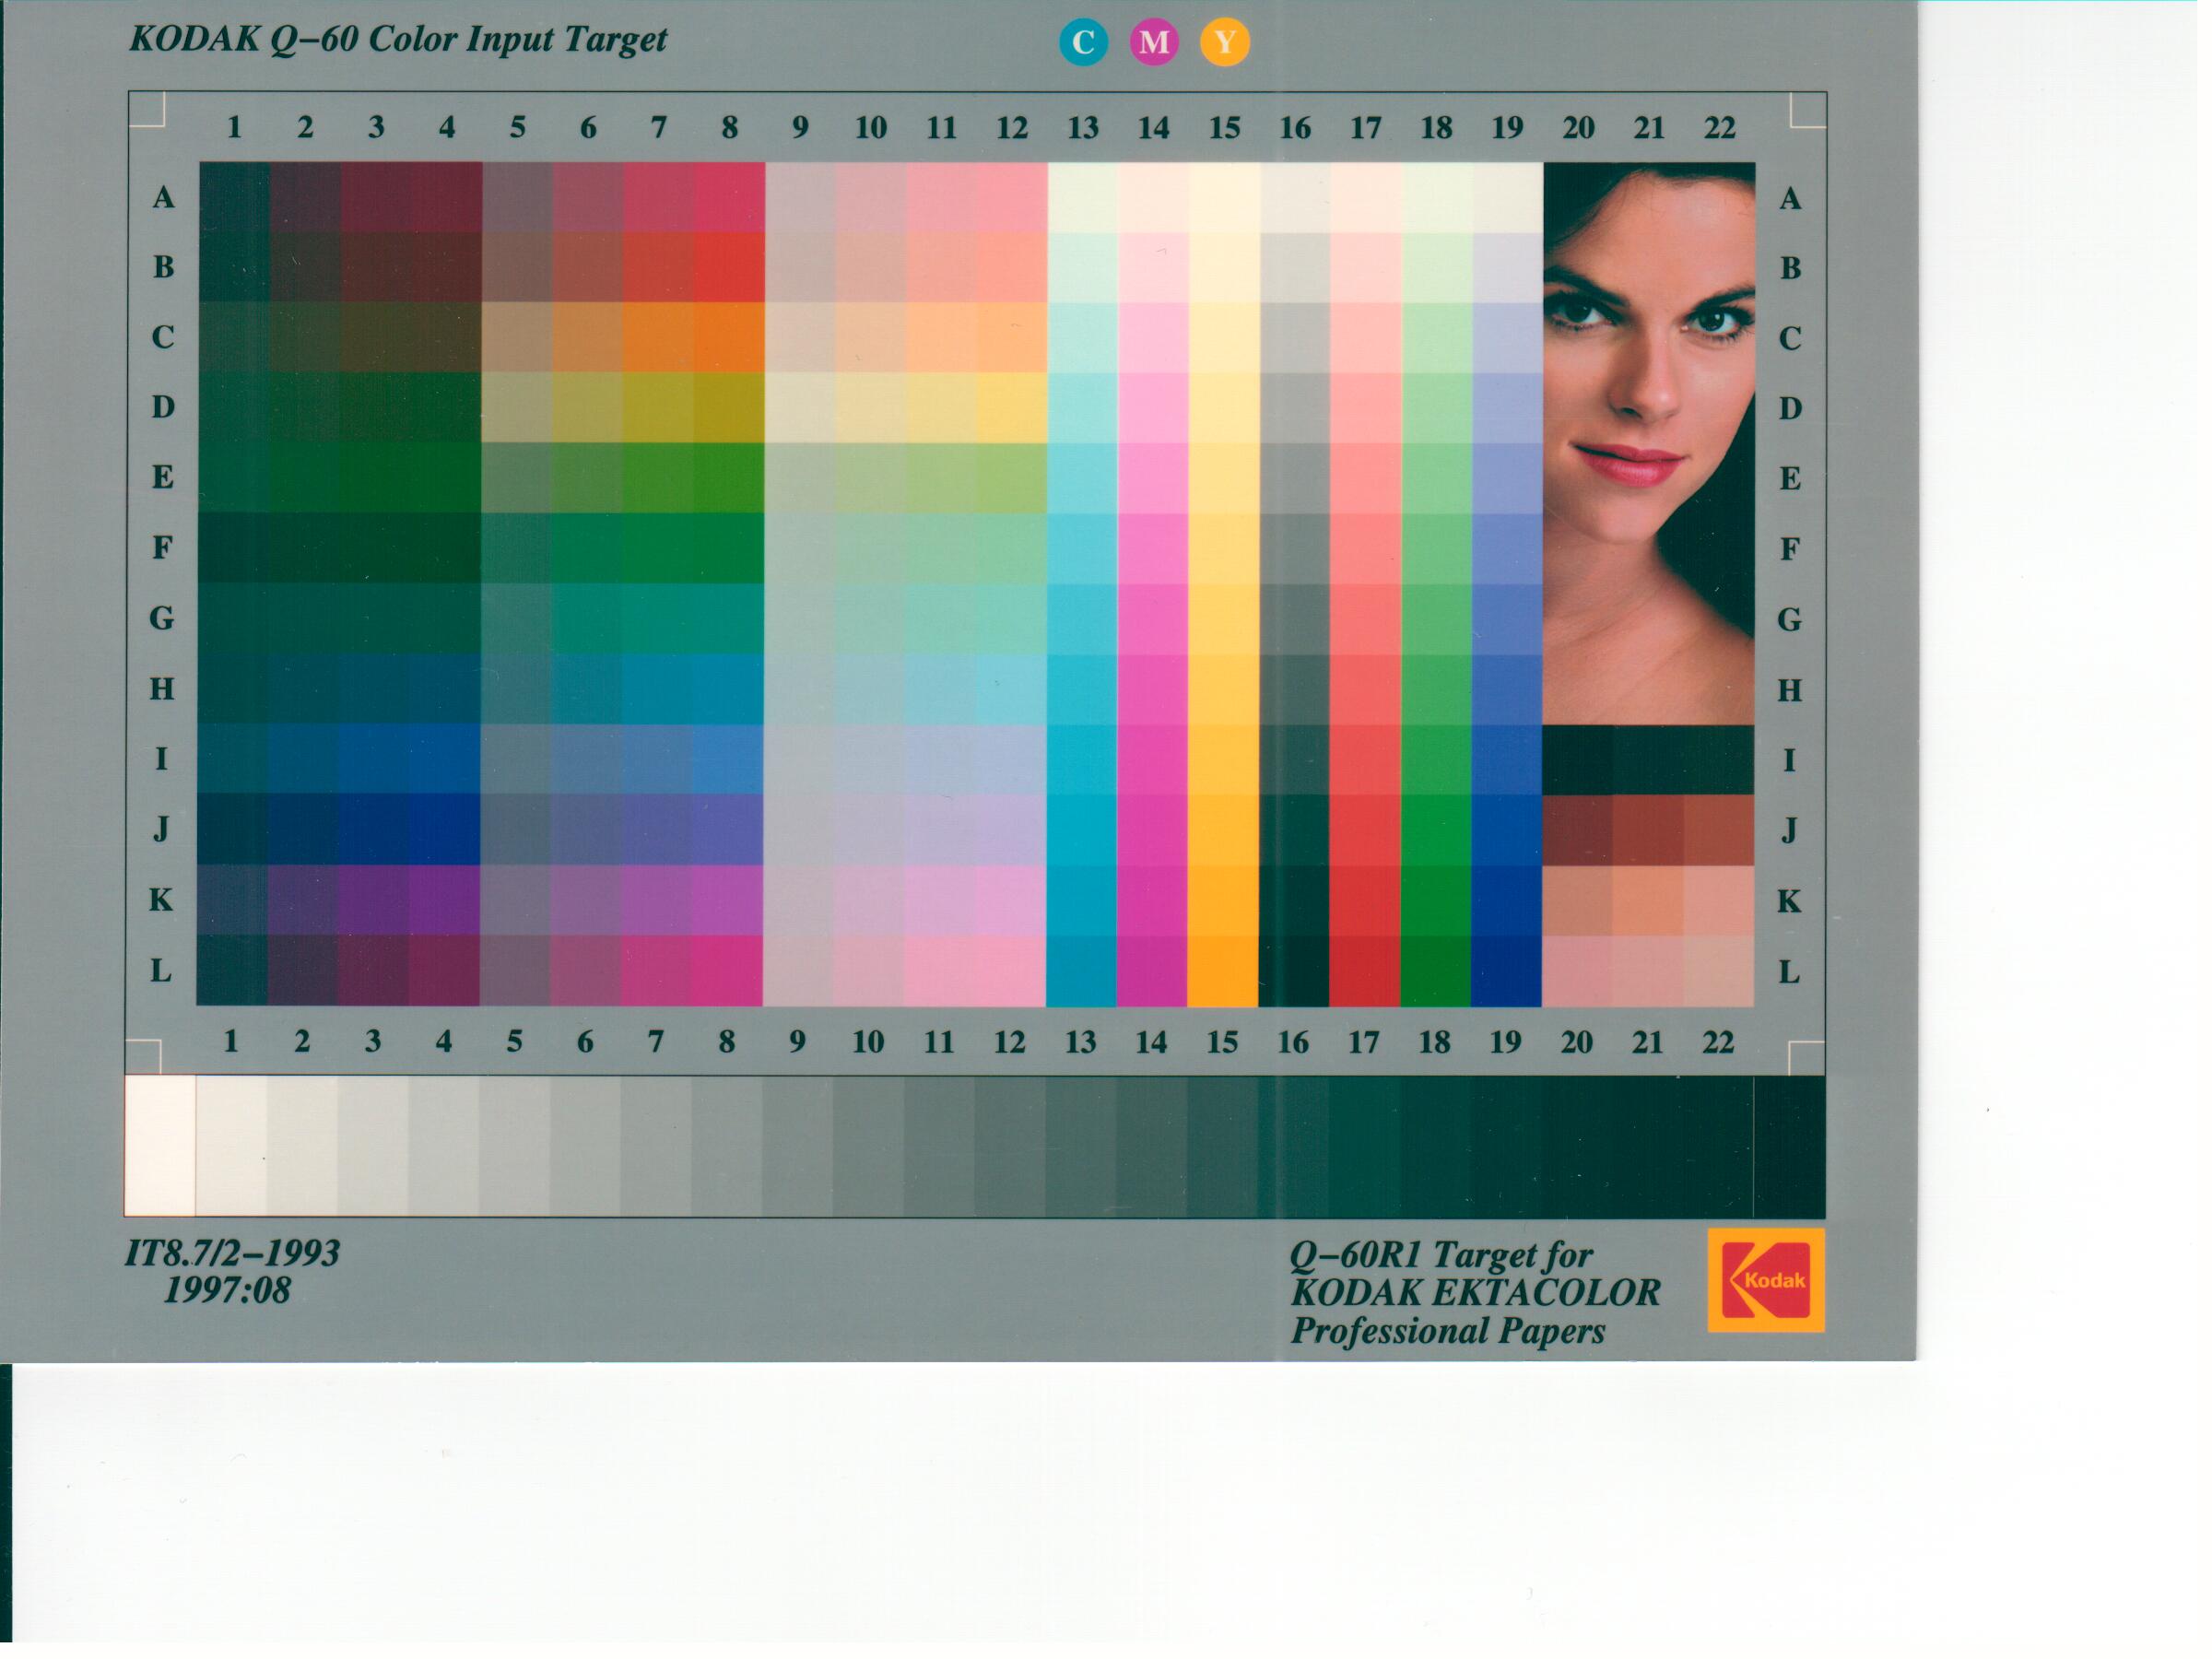 KODAK Q–60 Color Input Target
C M Y
1 2 3 4 5 6 7 8 9 10 11 12 13 14 15 16 17 18 19 20 21 22
A A
B B
C C
D D
E E
F F
G G
H H
I I
J J
K K
L L
1 2 3 4 5 6 7 8 9 10 11 12 13 14 15 16 17 18 19 20 21 22
IT8.7/2–1993
1997:08
Q–60R1 Target for
KODAK EKTACOLOR
Professional Papers
Kodak